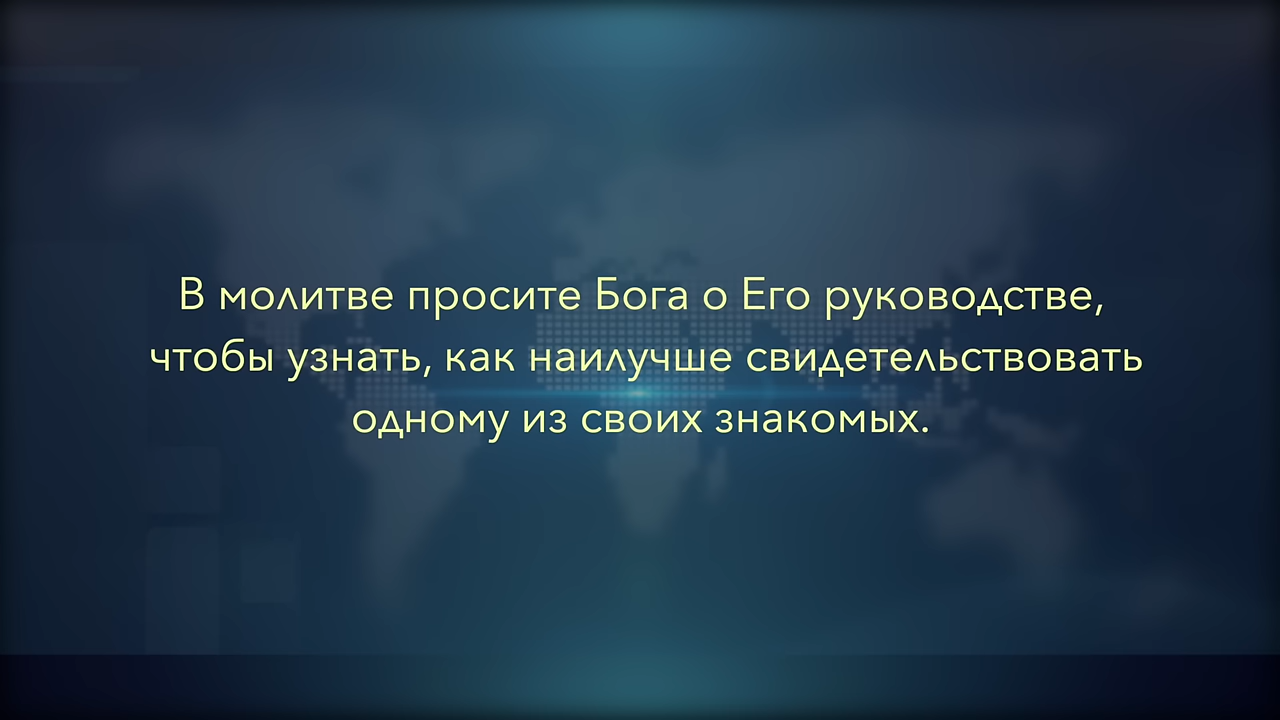 В молитве просите Бога о Его руководстве,
чтобы узнать, как наилучше свидетельствовать
одному из своих знакомых.